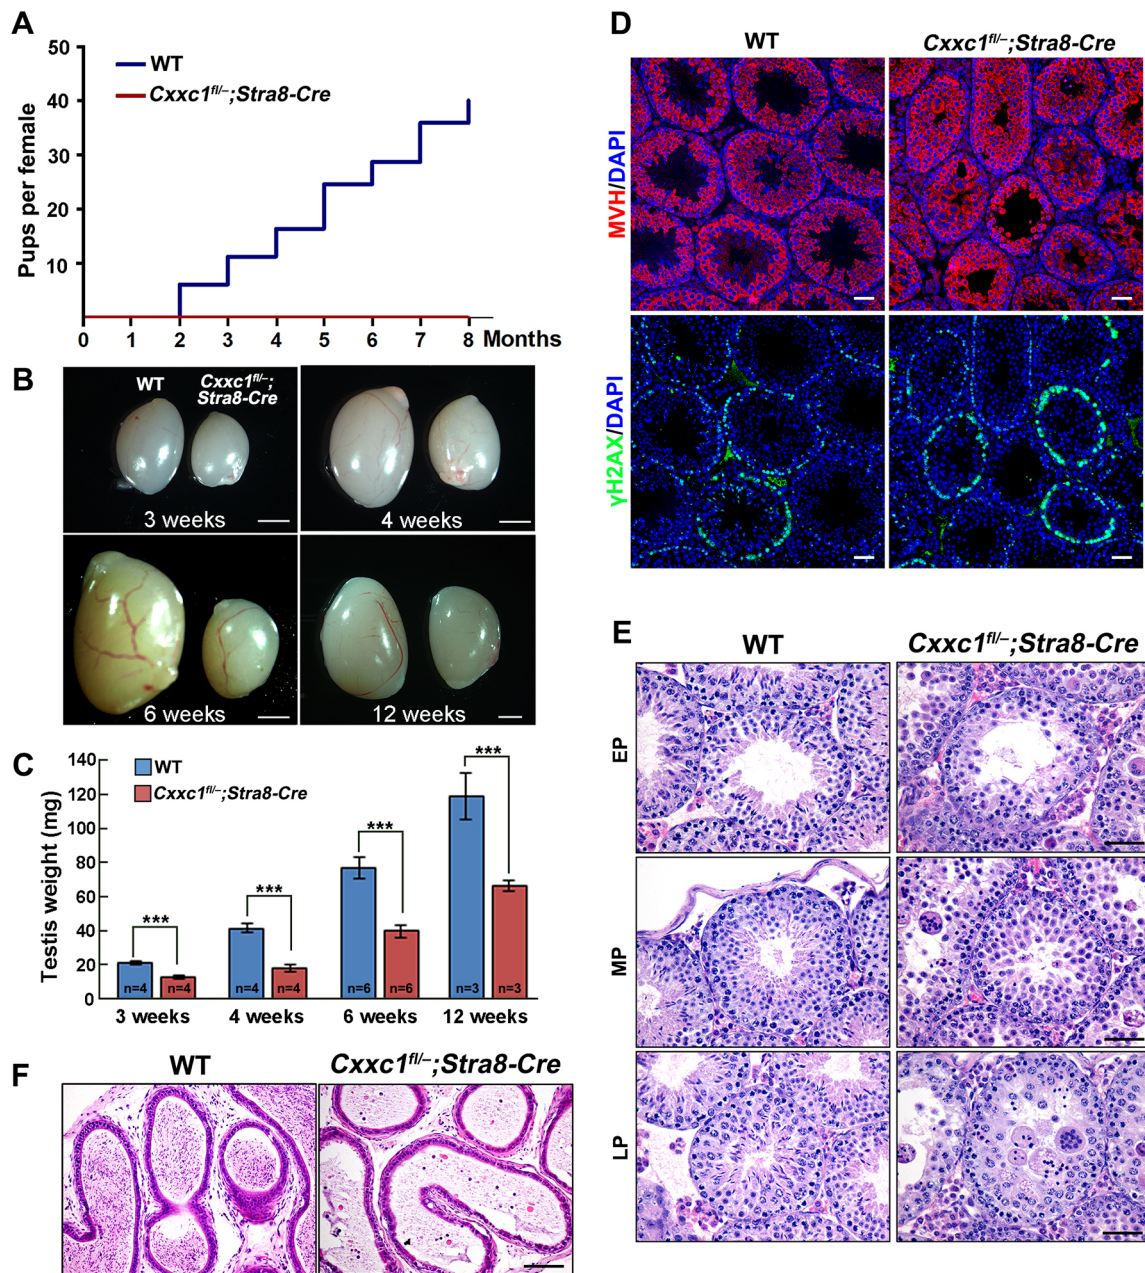 A
50
40
30
20
10
Pups per female
WT
Cxxc1fl/–;Stra8-Cre
0 1 2 3 4 5 6 7 8 Months
B
WT
Cxxc1fl/–;
Stra8-Cre
3 weeks
4 weeks
6 weeks
12 weeks
C
Testis weight (mg)
140
120
100
80
60
40
20
0
WT
Cxxc1fl/–;Stra8-Cre
***
***
***
***
n=4 n=4 n=4 n=4 n=6 n=6 n=3 n=3
3 weeks 4 weeks 6 weeks 12 weeks
F
WT Cxxc1fl/–;Stra8-Cre
D
WT Cxxc1fl/–;Stra8-Cre
MVH/DAPI
γH2AX/DAPI
E
WT Cxxc1fl/–;Stra8-Cre
EP
MP
LP